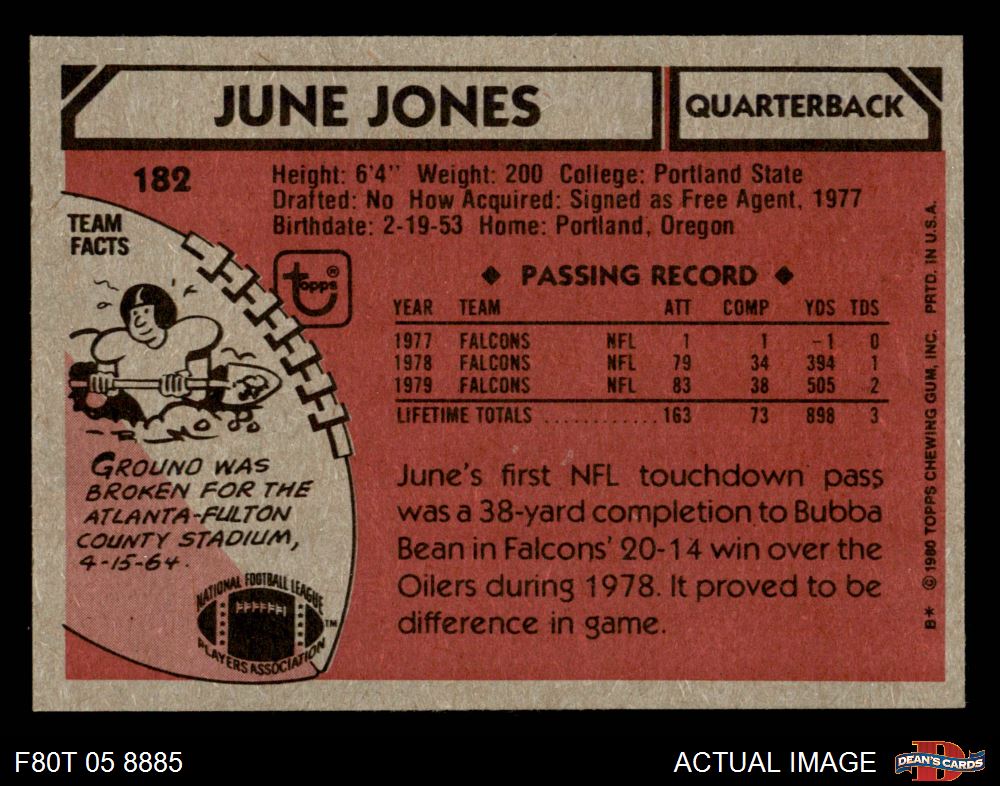 JUNE JONES
QUARTERBACK
182
Height: 6'4" Weight: 200 College: Portland State
Drafted: No How Acquired: Signed as Free Agent, 1977
Birthdate: 2-19-53 Home: Portland, Oregon
TEAM
FACTS
topps®
◆ PASSING RECORD ◆
YEAR TEAM ATT COMP YDS TDS
1977 FALCONS NFL 1 1 -1 0
1978 FALCONS NFL 79 34 394 1
1979 FALCONS NFL 83 38 505 2
LIFETIME TOTALS ............ 163 73 898 3
GROUND WAS
BROKEN FOR THE
ATLANTA-FULTON
COUNTY STADIUM,
4-15-64.
June's first NFL touchdown pass
was a 38-yard completion to Bubba
Bean in Falcons' 20-14 win over the
Oilers during 1978. It proved to be
difference in game.
NATIONAL FOOTBALL LEAGUE
PLAYERS ASSOCIATION
TM
B* © 1980 TOPPS CHEWING GUM, INC. PRTD. IN U.S.A.
F80T 05 8885
ACTUAL IMAGE
D
DEAN'S CARDS